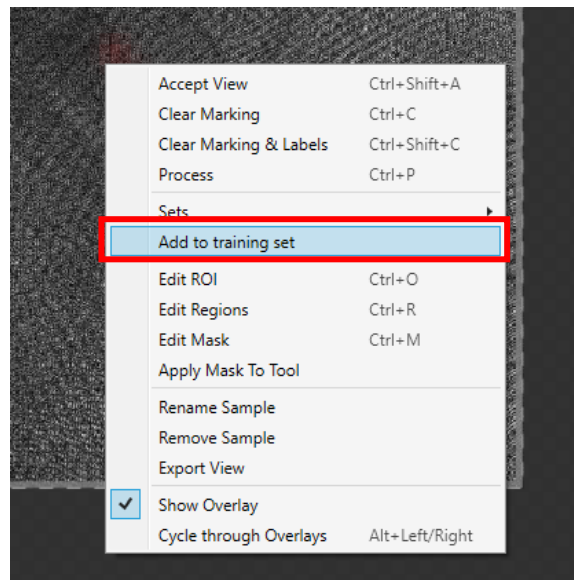 Accept View Ctrl+Shift+A
Clear Marking Ctrl+C
Clear Marking & Labels Ctrl+Shift+C
Process Ctrl+P
Sets
Add to training set
Edit ROI Ctrl+O
Edit Regions Ctrl+R
Edit Mask Ctrl+M
Apply Mask To Tool
Rename Sample
Remove Sample
Export View
Show Overlay
Cycle through Overlays Alt+Left/Right